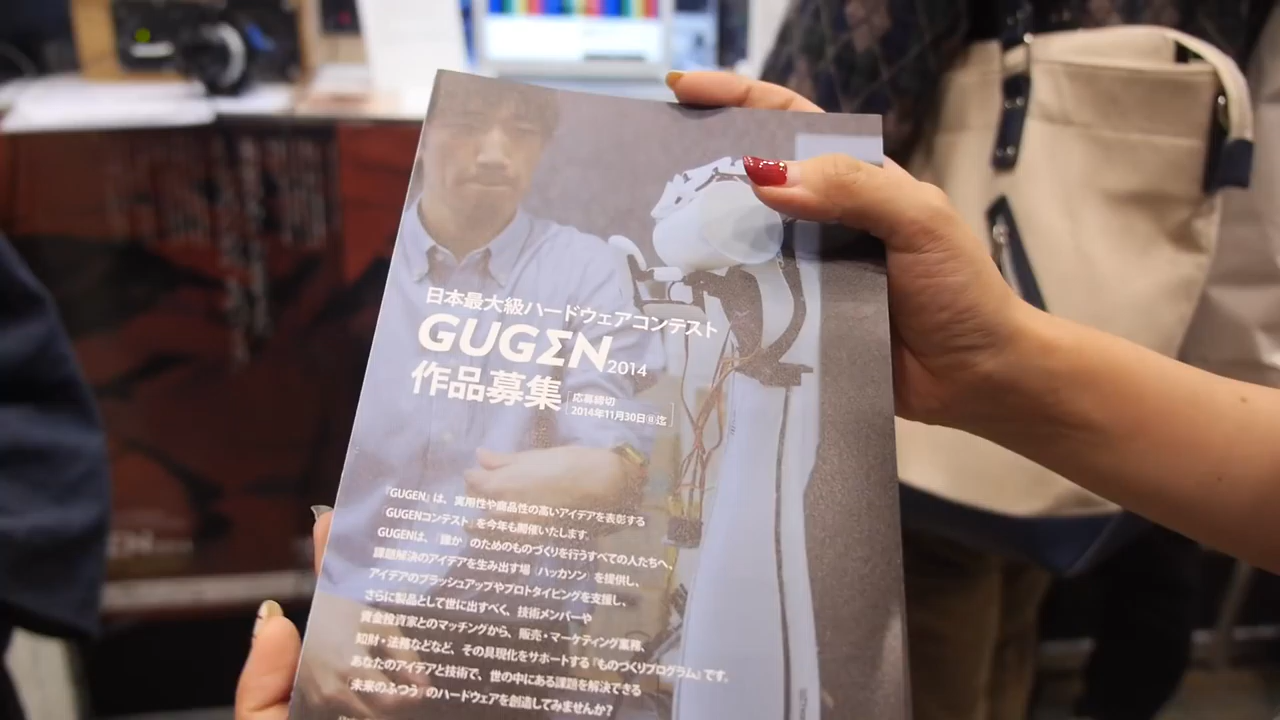 日本最大級ハードウェアコンテスト
GUGΣN2014
作品募集
応募締切
2014年11月30日㊐迄
『GUGEN』は、実用性や商品性の高いアイデアを表彰する
「GUGENコンテスト」を今年も開催いたします。
GUGENは、「誰か」のためのものづくりを行うすべての人たちへ、
課題解決のアイデアを生み出す場「ハッカソン」を提供し、
アイデアのブラッシュアップやプロトタイピングを支援し、
さらに製品として世に出すべく、技術メンバーや
資金投資家とのマッチングから、販売・マーケティング業務、
知財・法務などなど、その具現化をサポートする『ものづくりプログラム』です。
あなたのアイデアと技術で、世の中にある課題を解決できる
「未来のふつう」のハードウェアを創造してみませんか？